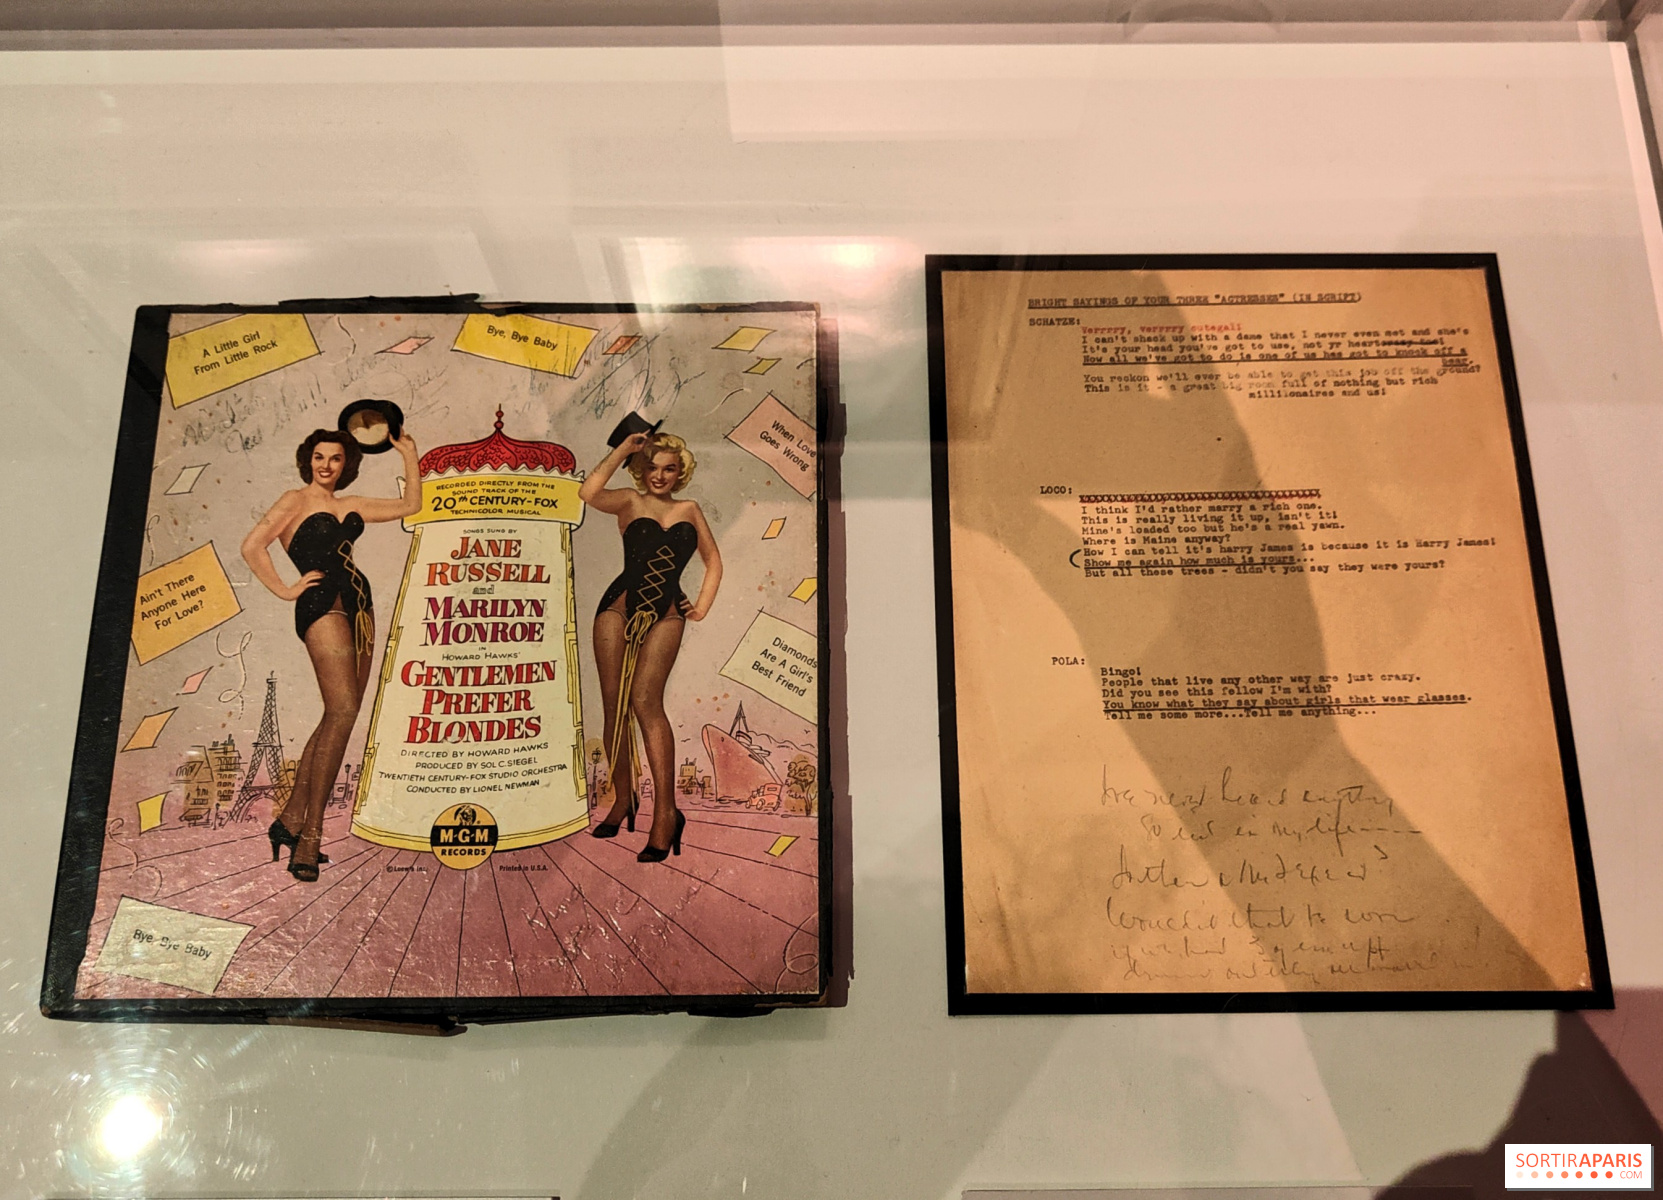 A Little Girl
From Little Rock
Bye, Bye Baby
When Love
Goes Wrong
Ain't There
Anyone Here
For Love?
Diamonds
Are A Girl's
Best Friend
Bye, Bye Baby
RECORDED DIRECTLY FROM THE
SOUND TRACK OF THE
20th CENTURY-FOX
TECHNICOLOR MUSICAL
SONGS SUNG BY
JANE
RUSSELL
and
MARILYN
MONROE
IN
HOWARD HAWKS'
GENTLEMEN
PREFER
BLONDES
DIRECTED BY HOWARD HAWKS
PRODUCED BY SOL C. SIEGEL
TWENTIETH CENTURY-FOX STUDIO ORCHESTRA
CONDUCTED BY LIONEL NEWMAN
M-G-M
RECORDS
© Loew's Inc.
Printed in U.S.A.
BRIGHT SAYINGS OF YOUR THREE "ACTRESSES" (IN SCRIPT)
SCHATZE:
Verrrry, verrrry cutegal!
I can't shack up with a dame that I never even met and she's
It's your head you've got to use, not yr heart
How all we've got to do is one of us has got to knock off a
bear.
You reckon we'll ever be able to get this job off the ground?
This is it - a great big room full of nothing but rich
millionaires and us!
LOCO:
I think I'd rather marry a rich one.
This is really living it up, isn't it!
Mine's loaded too but he's a real yawn.
Where is Maine anyway?
How I can tell it's harry James is because it is Harry James!
Show me again how much is yours...
But all these trees - didn't you say they were yours?
POLA:
Bingo!
People that live any other way are just crazy.
Did you see this fellow I'm with?
You know what they say about girls that wear glasses.
Tell me some more...Tell me anything...
heard anything
in my life
SORTIRAPARIS
.COM